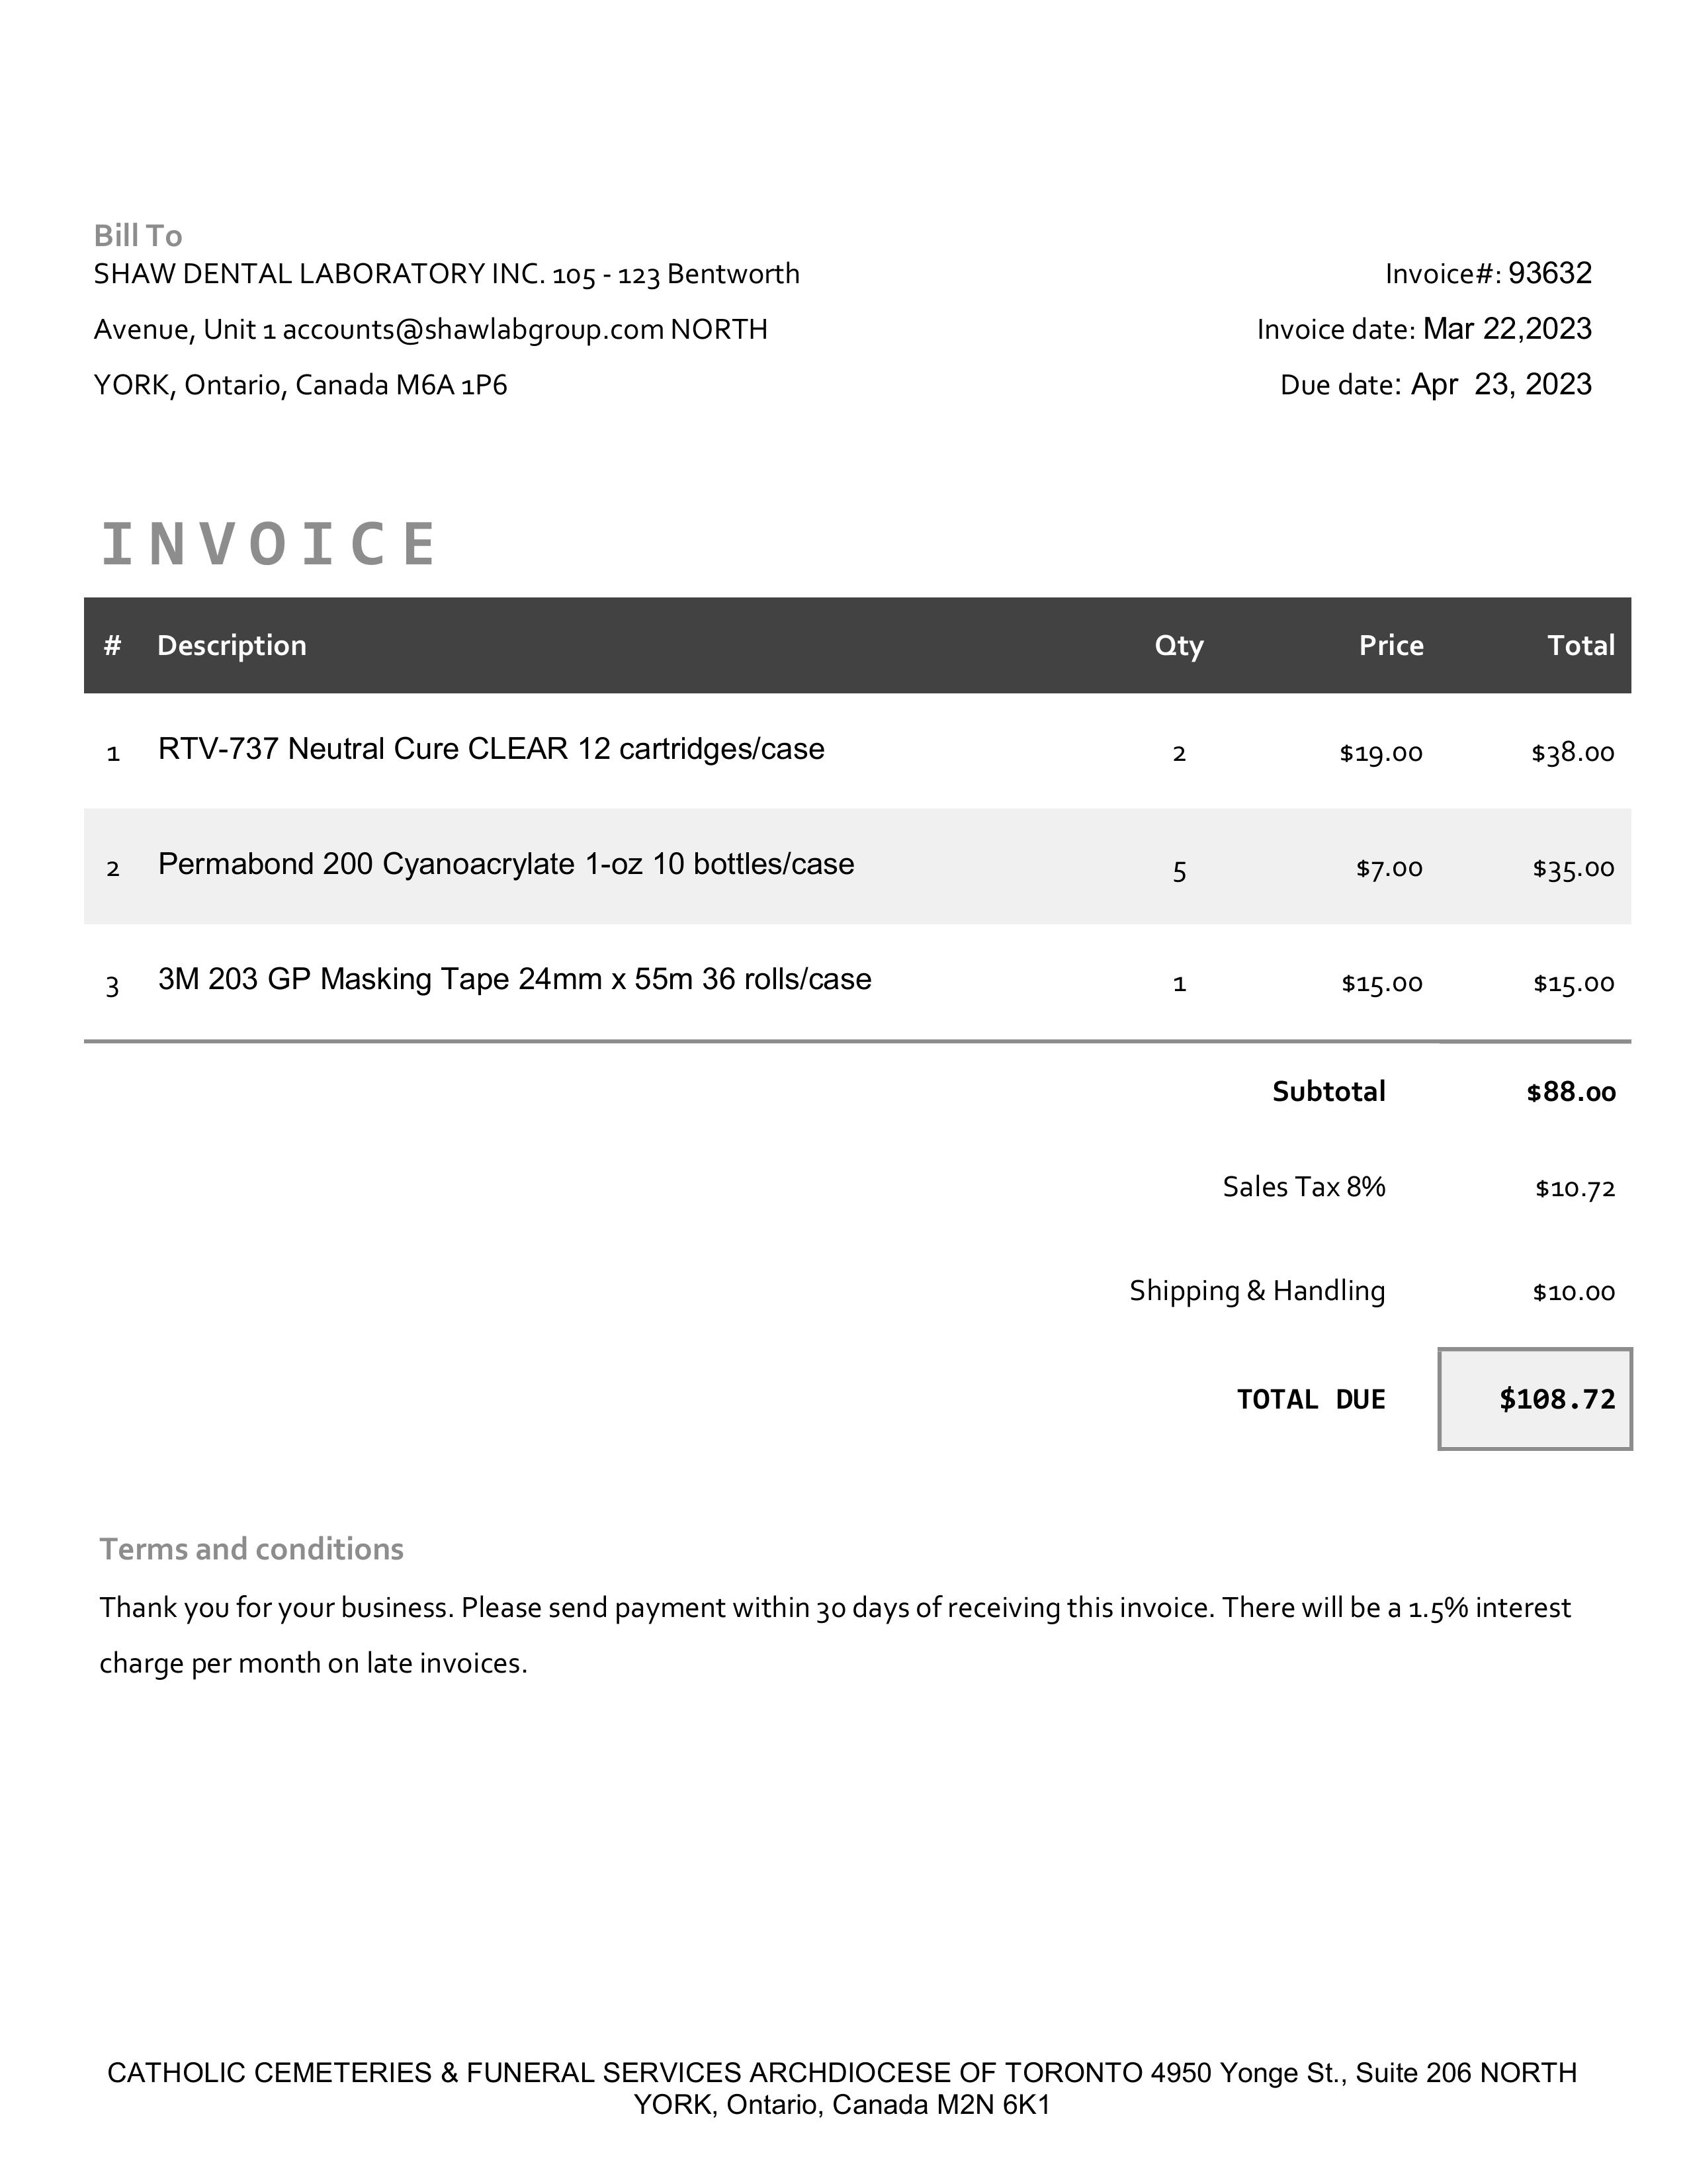 Bill To
SHAW DENTAL LABORATORY INC. 105 - 123 Bentworth
Avenue, Unit 1 accounts@shawlabgroup.com NORTH
YORK, Ontario, Canada M6A 1P6
Invoice#: 93632
Invoice date: Mar 22,2023
Due date: Apr 23, 2023
INVOICE
# Description Qty Price Total
1 RTV-737 Neutral Cure CLEAR 12 cartridges/case 2 $19.00 $38.00
2 Permabond 200 Cyanoacrylate 1-oz 10 bottles/case 5 $7.00 $35.00
3 3M 203 GP Masking Tape 24mm x 55m 36 rolls/case 1 $15.00 $15.00
Subtotal $88.00
Sales Tax 8% $10.72
Shipping & Handling $10.00
TOTAL DUE $108.72
Terms and conditions
Thank you for your business. Please send payment within 30 days of receiving this invoice. There will be a 1.5% interest
charge per month on late invoices.
CATHOLIC CEMETERIES & FUNERAL SERVICES ARCHDIOCESE OF TORONTO 4950 Yonge St., Suite 206 NORTH
YORK, Ontario, Canada M2N 6K1